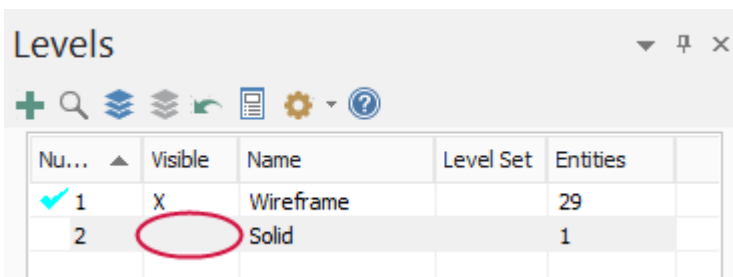 Levels
Nu... Visible Name Level Set Entities
1 X Wireframe 29
2 Solid 1